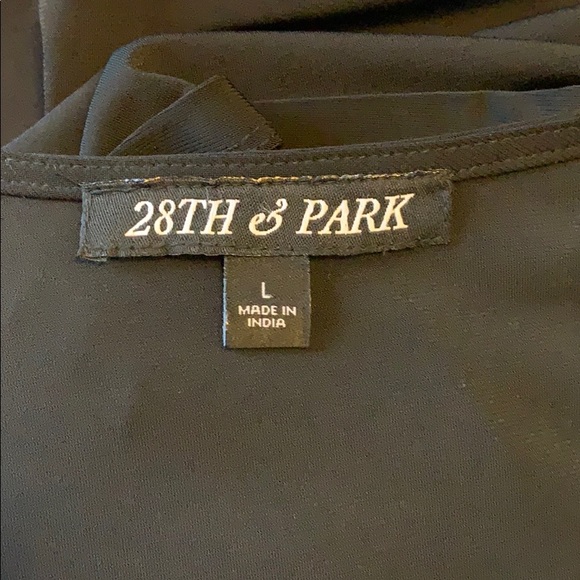 28TH & PARK
L
MADE IN
INDIA